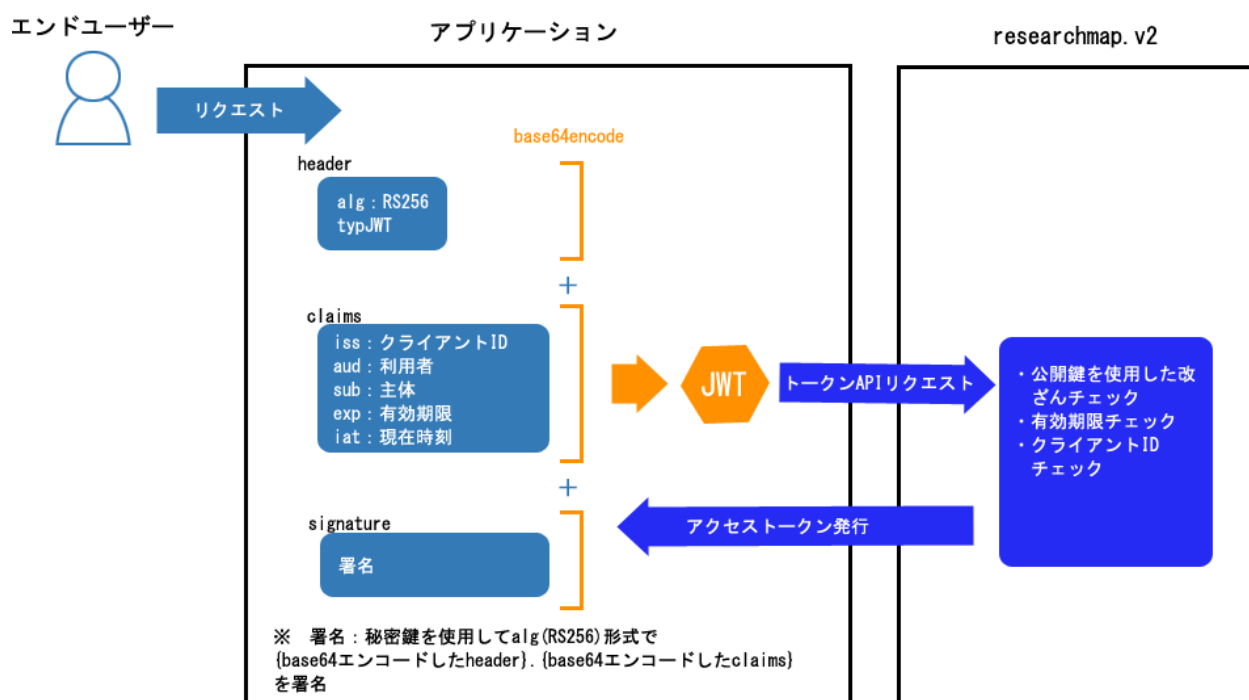 エンドユーザー
アプリケーション
researchmap.v2
リクエスト
base64encode
header
alg：RS256
typJWT
+
claims
iss：クライアントID
aud：利用者
sub：主体
exp：有効期限
iat：現在時刻
JWT
トークンAPIリクエスト
・公開鍵を使用した改
ざんチェック
・有効期限チェック
・クライアントID
チェック
+
アクセストークン発行
signature
署名
※　署名：秘密鍵を使用してalg(RS256)形式で
{base64エンコードしたheader}.{base64エンコードしたclaims}
を署名